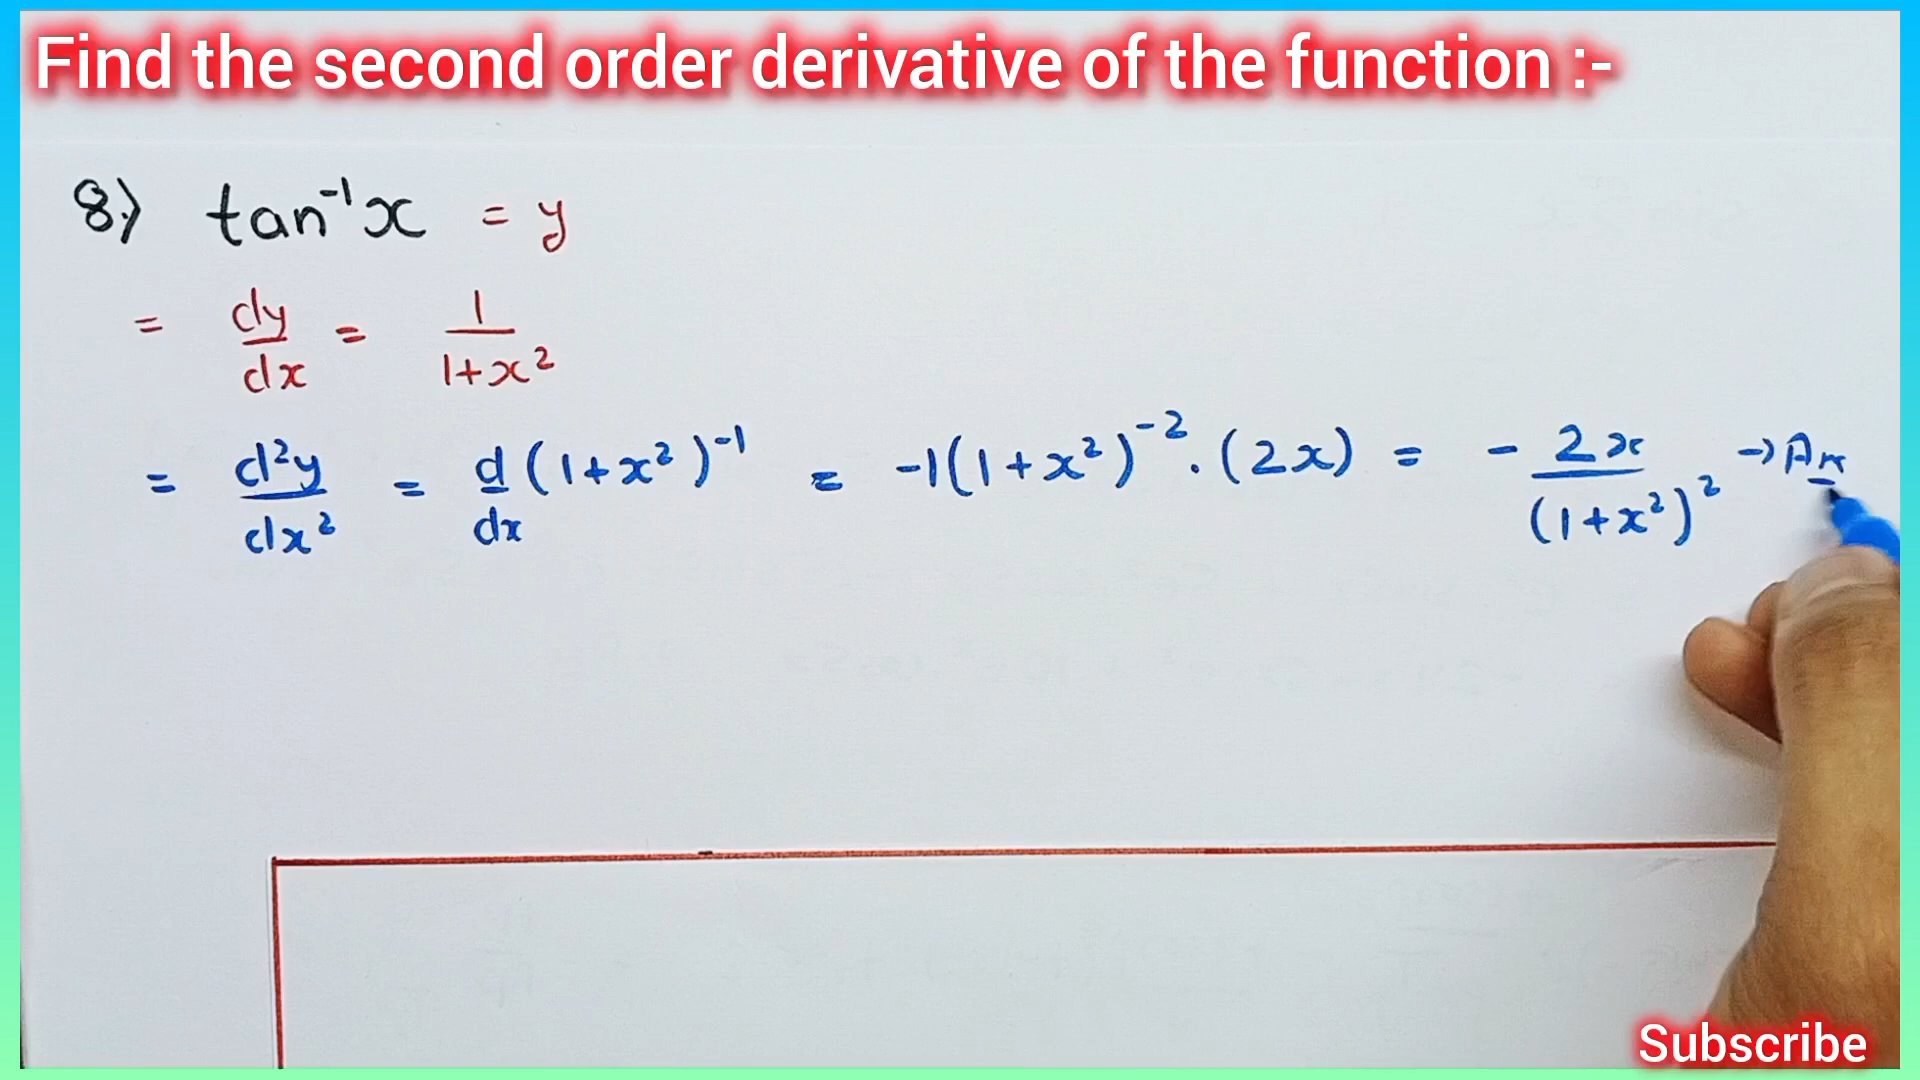 Find the second order derivative of the function :-
8.) tan⁻¹x = y
= dy/dx = 1/(1+x²)
= d²y/dx² = d/dx (1+x²)⁻¹ = -1(1+x²)⁻² . (2x) = - 2x/(1+x²)² → An
Subscribe